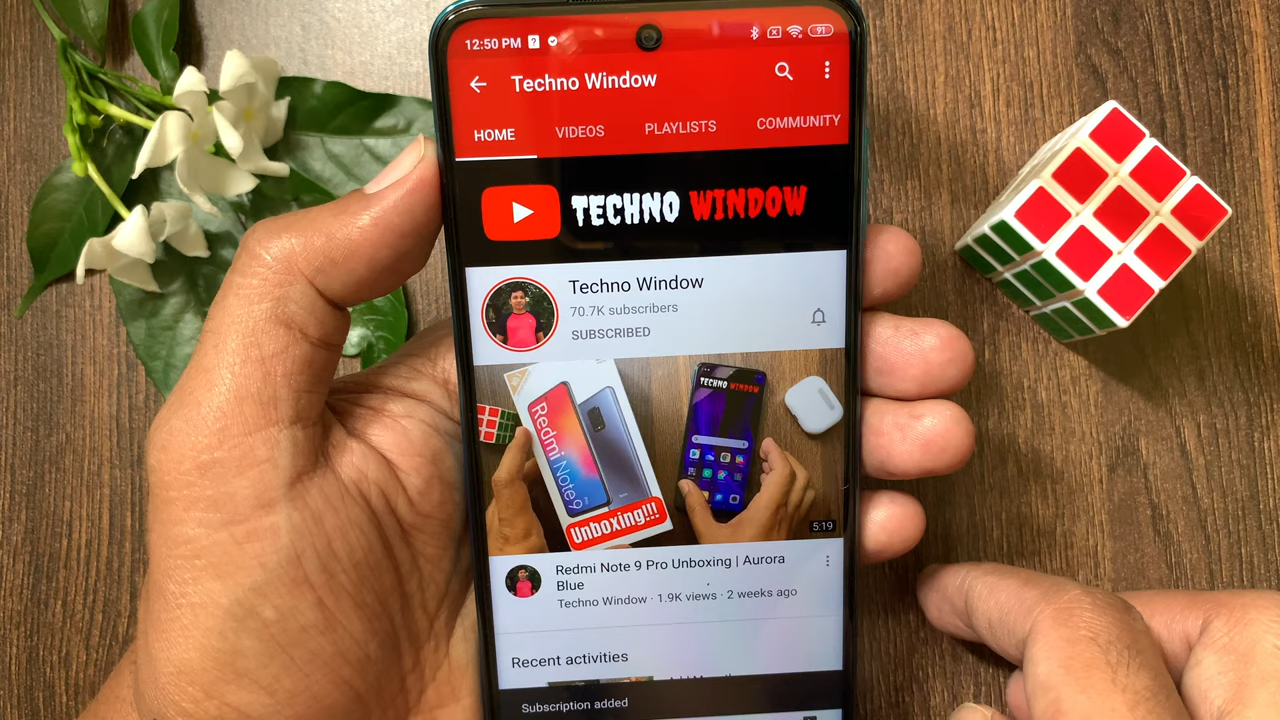 12:50 PM
91
Techno Window
HOME VIDEOS PLAYLISTS COMMUNITY
TECHNO WINDOW
Techno Window
70.7K subscribers
SUBSCRIBED
TECHNO WINDOW
Redmi Note 9
Unboxing!!!
5:19
Redmi Note 9 Pro Unboxing | Aurora
Blue
Techno Window · 1.9K views · 2 weeks ago
Recent activities
Subscription added